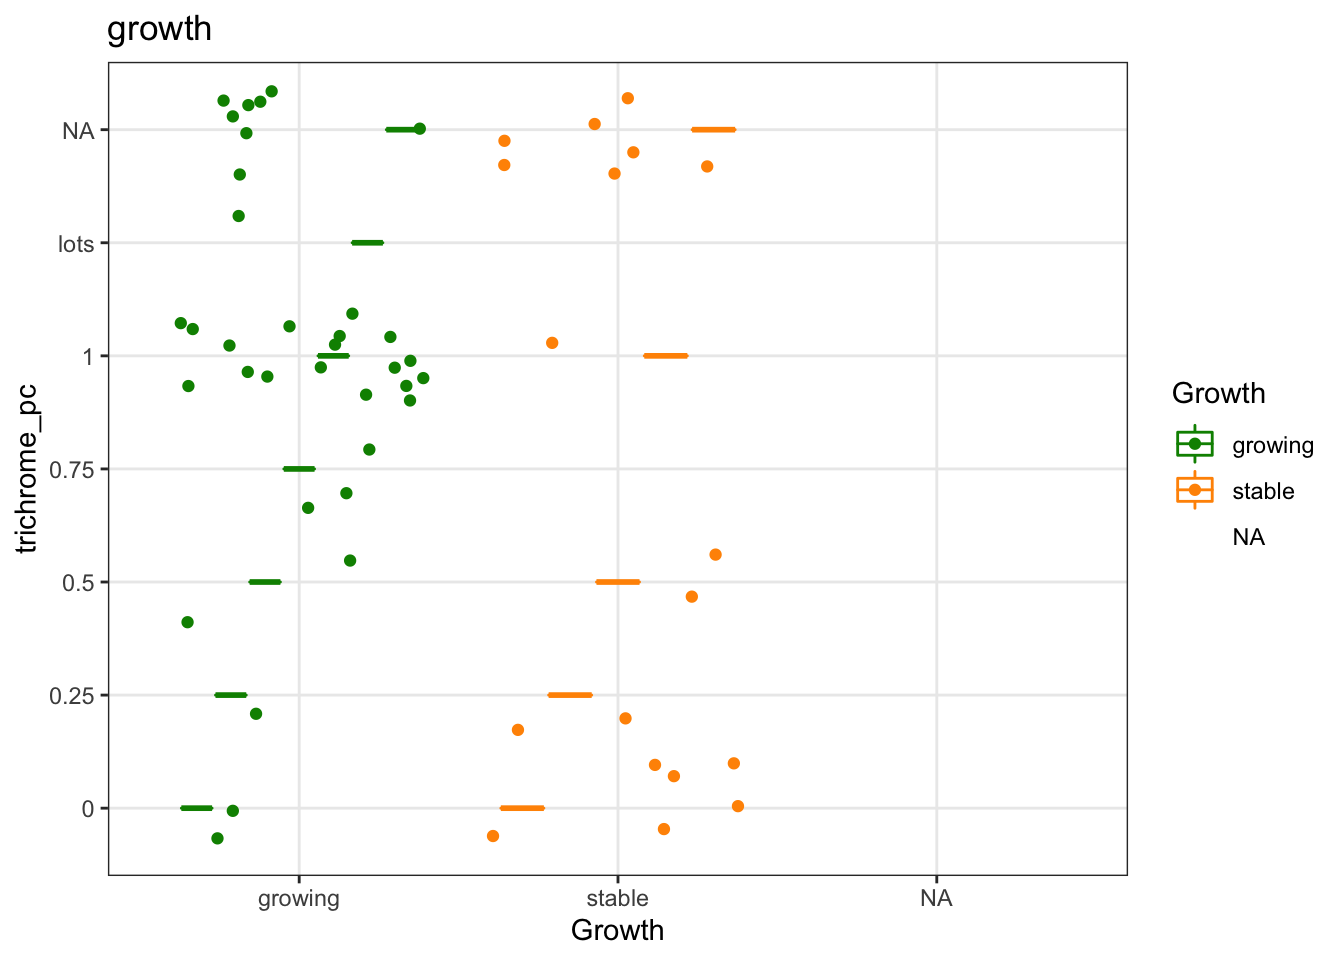 growth
trichrome_pc
NA
lots
1
0.75
0.5
0.25
0
growing
stable
NA
Growth
Growth
growing
stable
NA